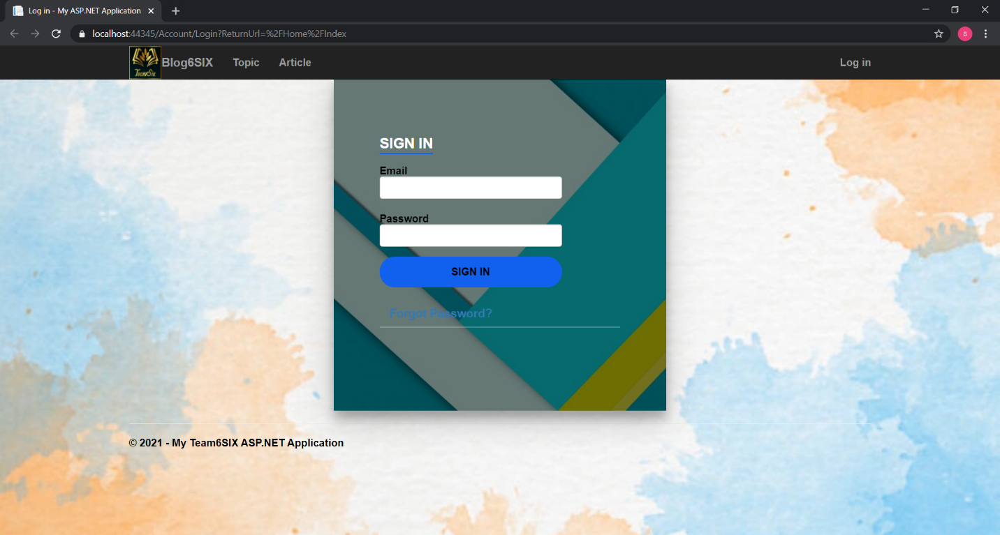 Log in - My ASP.NET Application
localhost:44345/Account/Login?ReturnUrl=%2FHome%2FIndex
S
TeamSix
Blog6SIX Topic Article Log in
SIGN IN
Email
Password
SIGN IN
Forgot Password?
© 2021 - My Team6SIX ASP.NET Application